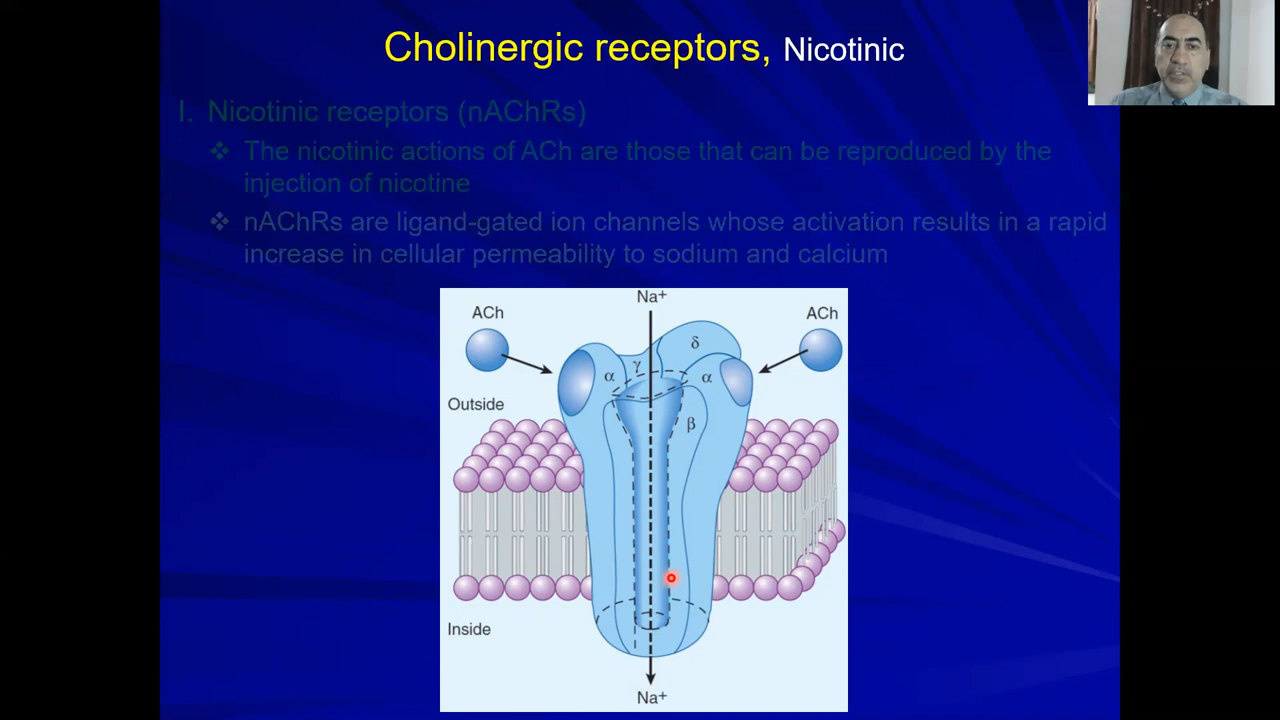 Cholinergic receptors, Nicotinic
I. Nicotinic receptors (nAChRs)
❖ The nicotinic actions of ACh are those that can be reproduced by the
injection of nicotine
❖ nAChRs are ligand-gated ion channels whose activation results in a rapid
increase in cellular permeability to sodium and calcium
Na+
ACh
ACh
δ
γ
α
α
Outside
β
Inside
Na+